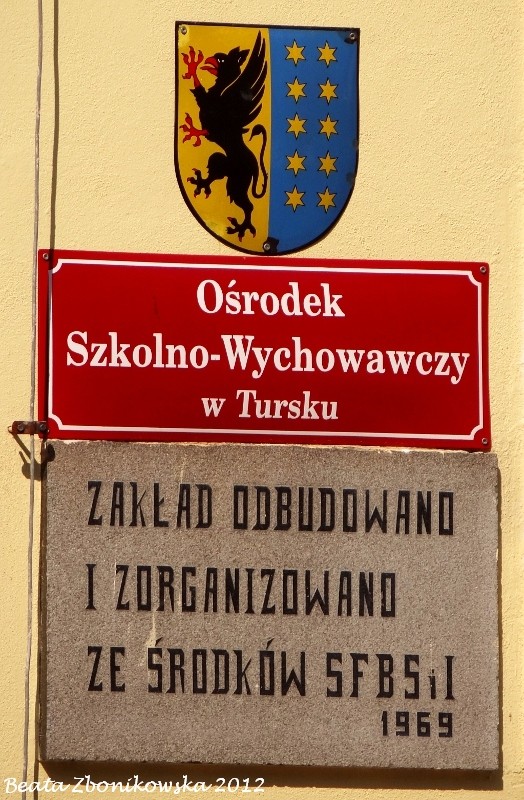 Ośrodek
Szkolno-Wychowawczy
w Tursku
ZAKŁAD ODBUDOWANO
I ZORGANIZOWANO
ZE ŚRODKÓW SFBSiI
1969
Beata Zbonikowska 2012